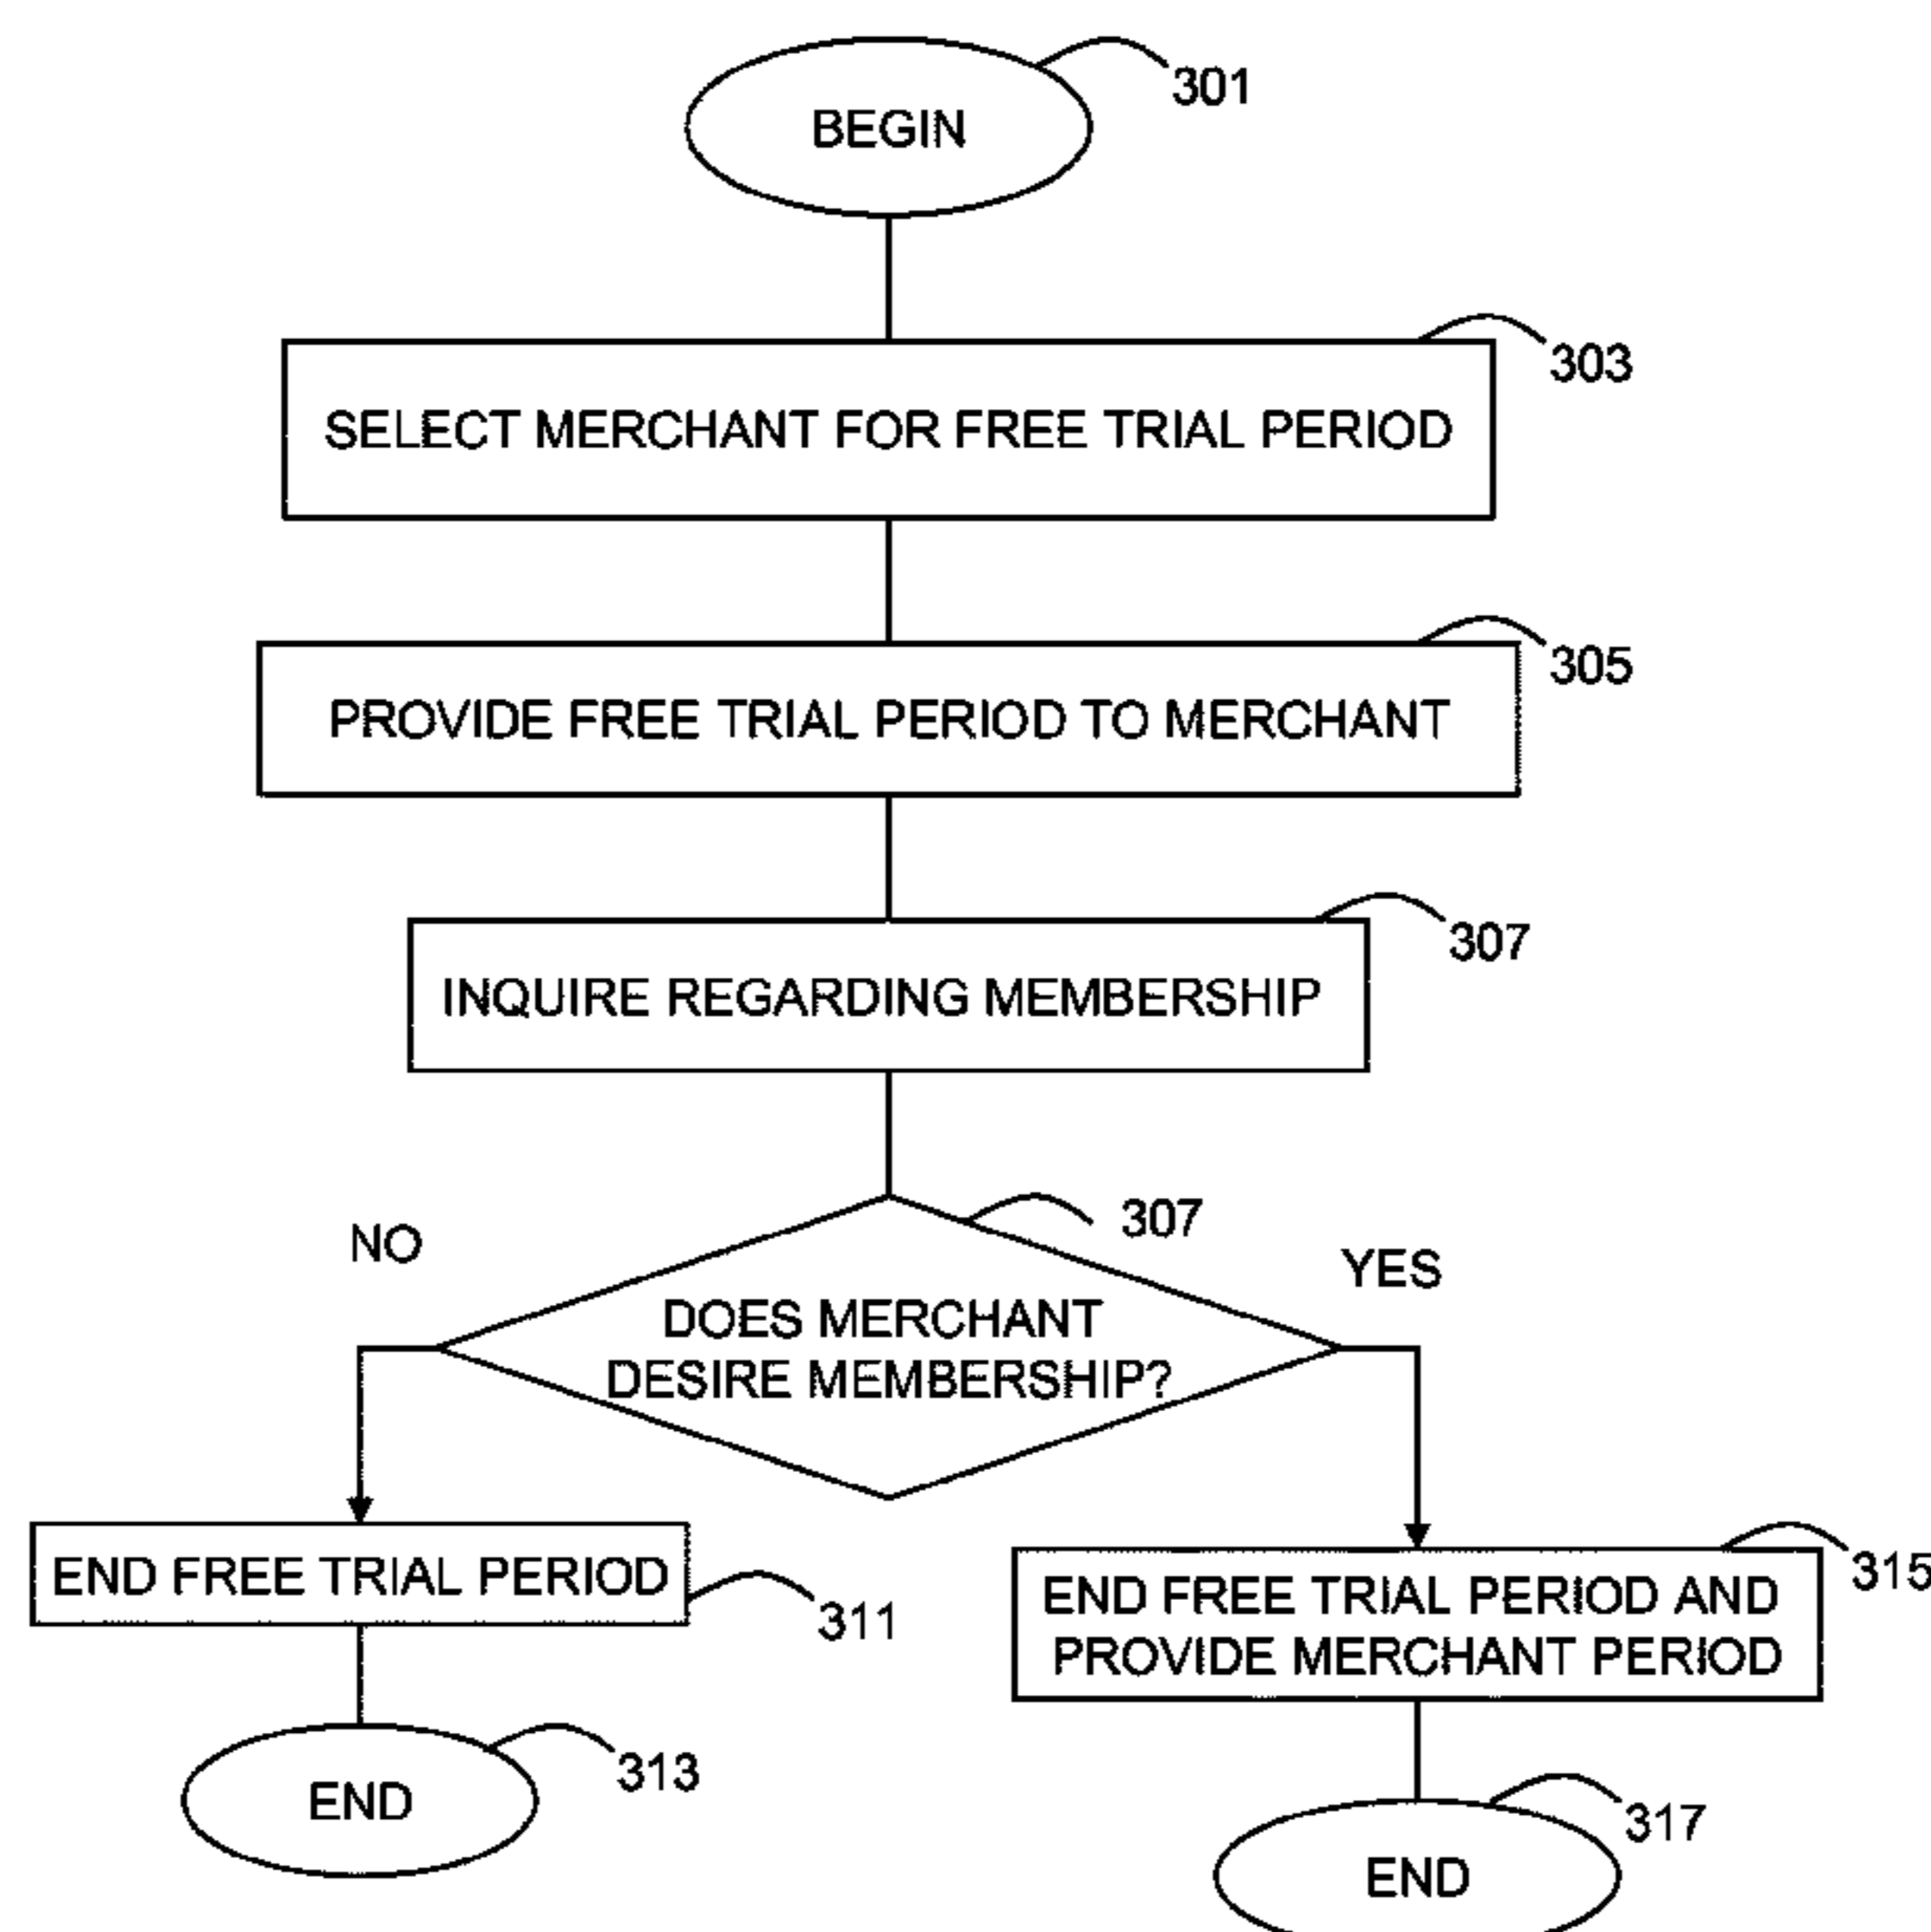 BEGIN
301
SELECT MERCHANT FOR FREE TRIAL PERIOD
303
PROVIDE FREE TRIAL PERIOD TO MERCHANT
305
INQUIRE REGARDING MEMBERSHIP
307
DOES MERCHANT
DESIRE MEMBERSHIP?
307
NO
YES
END FREE TRIAL PERIOD
311
END
313
END FREE TRIAL PERIOD AND
PROVIDE MERCHANT PERIOD
315
END
317